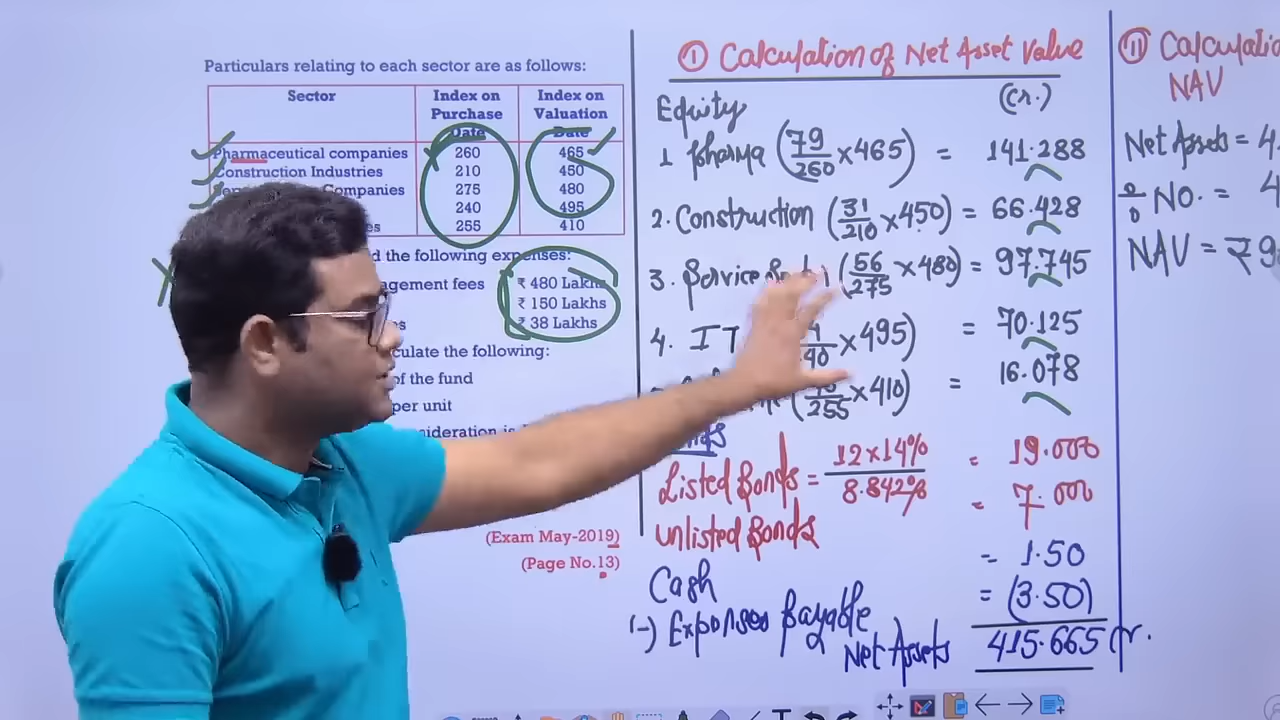 Particulars relating to each sector are as follows:
Sector Index on Purchase Date Index on Valuation Date
Pharmaceutical companies 260 465
Construction Industries 210 450
Companies 275 480
240 495
255 410
the following expenses:
agement fees ₹ 480 Lakhs
₹ 150 Lakhs
₹ 38 Lakhs
culate the following:
of the fund
per unit
(Exam May-2019)
(Page No.13)
① Calculation of Net Asset Value
(cr.)
Equity
1. Pharma (79/260 × 465) = 141.288
2. Construction (31/210 × 450) = 66.428
3. Service (56/275 × 480) = 97.745
4. IT × 495) = 70.125
/255 × 410) = 16.078
Listed Bonds = 12×14%/8.842% = 19.000
Unlisted Bonds = 7.000
Cash = 1.50
(-) Expenses Payable = (3.50)
Net Assets 415.665 cr.
② Calculatio
NAV
Net Assets = 4
÷ No. = 4
NAV = ₹9